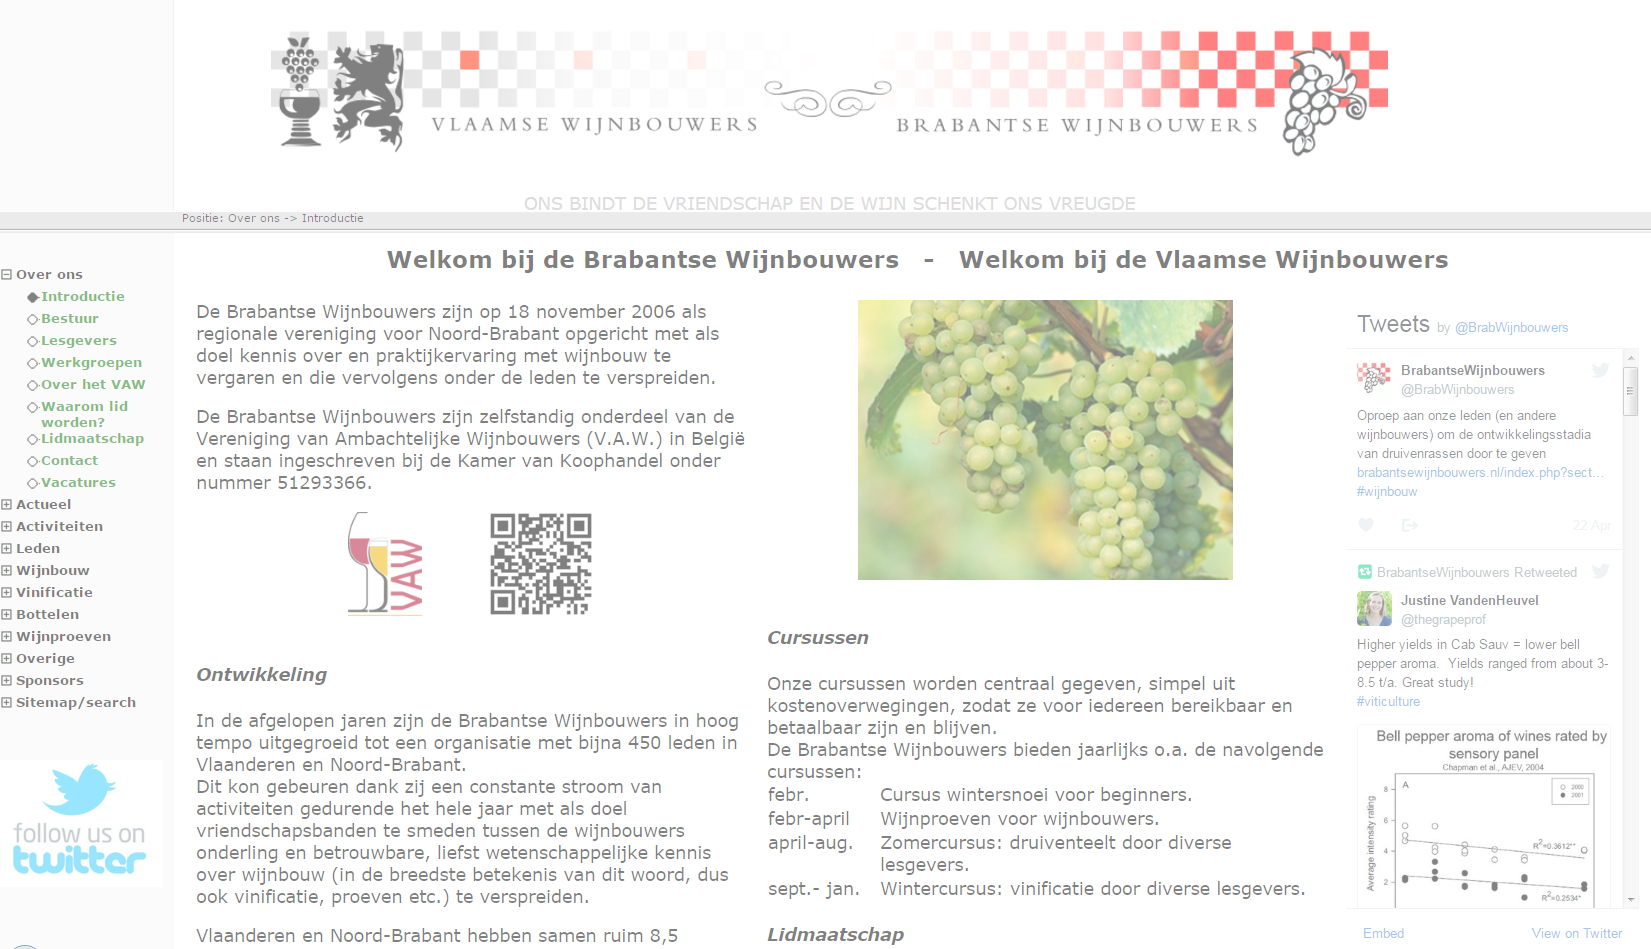 VLAAMSE WIJNBOUWERS
BRABANTSE WIJNBOUWERS
ONS BINDT DE VRIENDSCHAP EN DE WIJN SCHENKT ONS VREUGDE
Positie: Over ons -> Introductie
Over ons
Introductie
Bestuur
Lesgevers
Werkgroepen
Over het VAW
Waarom lid
worden?
Lidmaatschap
Contact
Vacatures
Actueel
Activiteiten
Leden
Wijnbouw
Vinificatie
Bottelen
Wijnproeven
Overige
Sponsors
Sitemap/search
follow us on
twitter
Welkom bij de Brabantse Wijnbouwers - Welkom bij de Vlaamse Wijnbouwers
De Brabantse Wijnbouwers zijn op 18 november 2006 als
regionale vereniging voor Noord-Brabant opgericht met als
doel kennis over en praktijkervaring met wijnbouw te
vergaren en die vervolgens onder de leden te verspreiden.
De Brabantse Wijnbouwers zijn zelfstandig onderdeel van de
Vereniging van Ambachtelijke Wijnbouwers (V.A.W.) in België
en staan ingeschreven bij de Kamer van Koophandel onder
nummer 51293366.
VAW
Ontwikkeling
In de afgelopen jaren zijn de Brabantse Wijnbouwers in hoog
tempo uitgegroeid tot een organisatie met bijna 450 leden in
Vlaanderen en Noord-Brabant.
Dit kon gebeuren dank zij een constante stroom van
activiteiten gedurende het hele jaar met als doel
vriendschapsbanden te smeden tussen de wijnbouwers
onderling en betrouwbare, liefst wetenschappelijke kennis
over wijnbouw (in de breedste betekenis van dit woord, dus
ook vinificatie, proeven etc.) te verspreiden.
Vlaanderen en Noord-Brabant hebben samen ruim 8,5
Cursussen
Onze cursussen worden centraal gegeven, simpel uit
kostenoverwegingen, zodat ze voor iedereen bereikbaar en
betaalbaar zijn en blijven.
De Brabantse Wijnbouwers bieden jaarlijks o.a. de navolgende
cursussen:
febr. Cursus wintersnoei voor beginners.
febr-april Wijnproeven voor wijnbouwers.
april-aug. Zomercursus: druiventeelt door diverse
lesgevers.
sept.- jan. Wintercursus: vinificatie door diverse lesgevers.
Lidmaatschap
Tweets by @BrabWijnbouwers
BrabantseWijnbouwers
@BrabWijnbouwers
Oproep aan onze leden (en andere
wijnbouwers) om de ontwikkelingsstadia
van druivenrassen door te geven
brabantsewijnbouwers.nl/index.php?sect...
#wijnbouw
22 Apr
BrabantseWijnbouwers Retweeted
Justine VandenHeuvel
@thegrapeprof
Higher yields in Cab Sauv = lower bell
pepper aroma. Yields ranged from about 3-
8.5 t/a. Great study!
#viticulture
Bell pepper aroma of wines rated by
sensory panel
Chapman et al., AJEV, 2004
A
2000
2001
8
6
4
2
Average intensity rating
R²=0.3612**
R²=0.2534*
Embed
View on Twitter